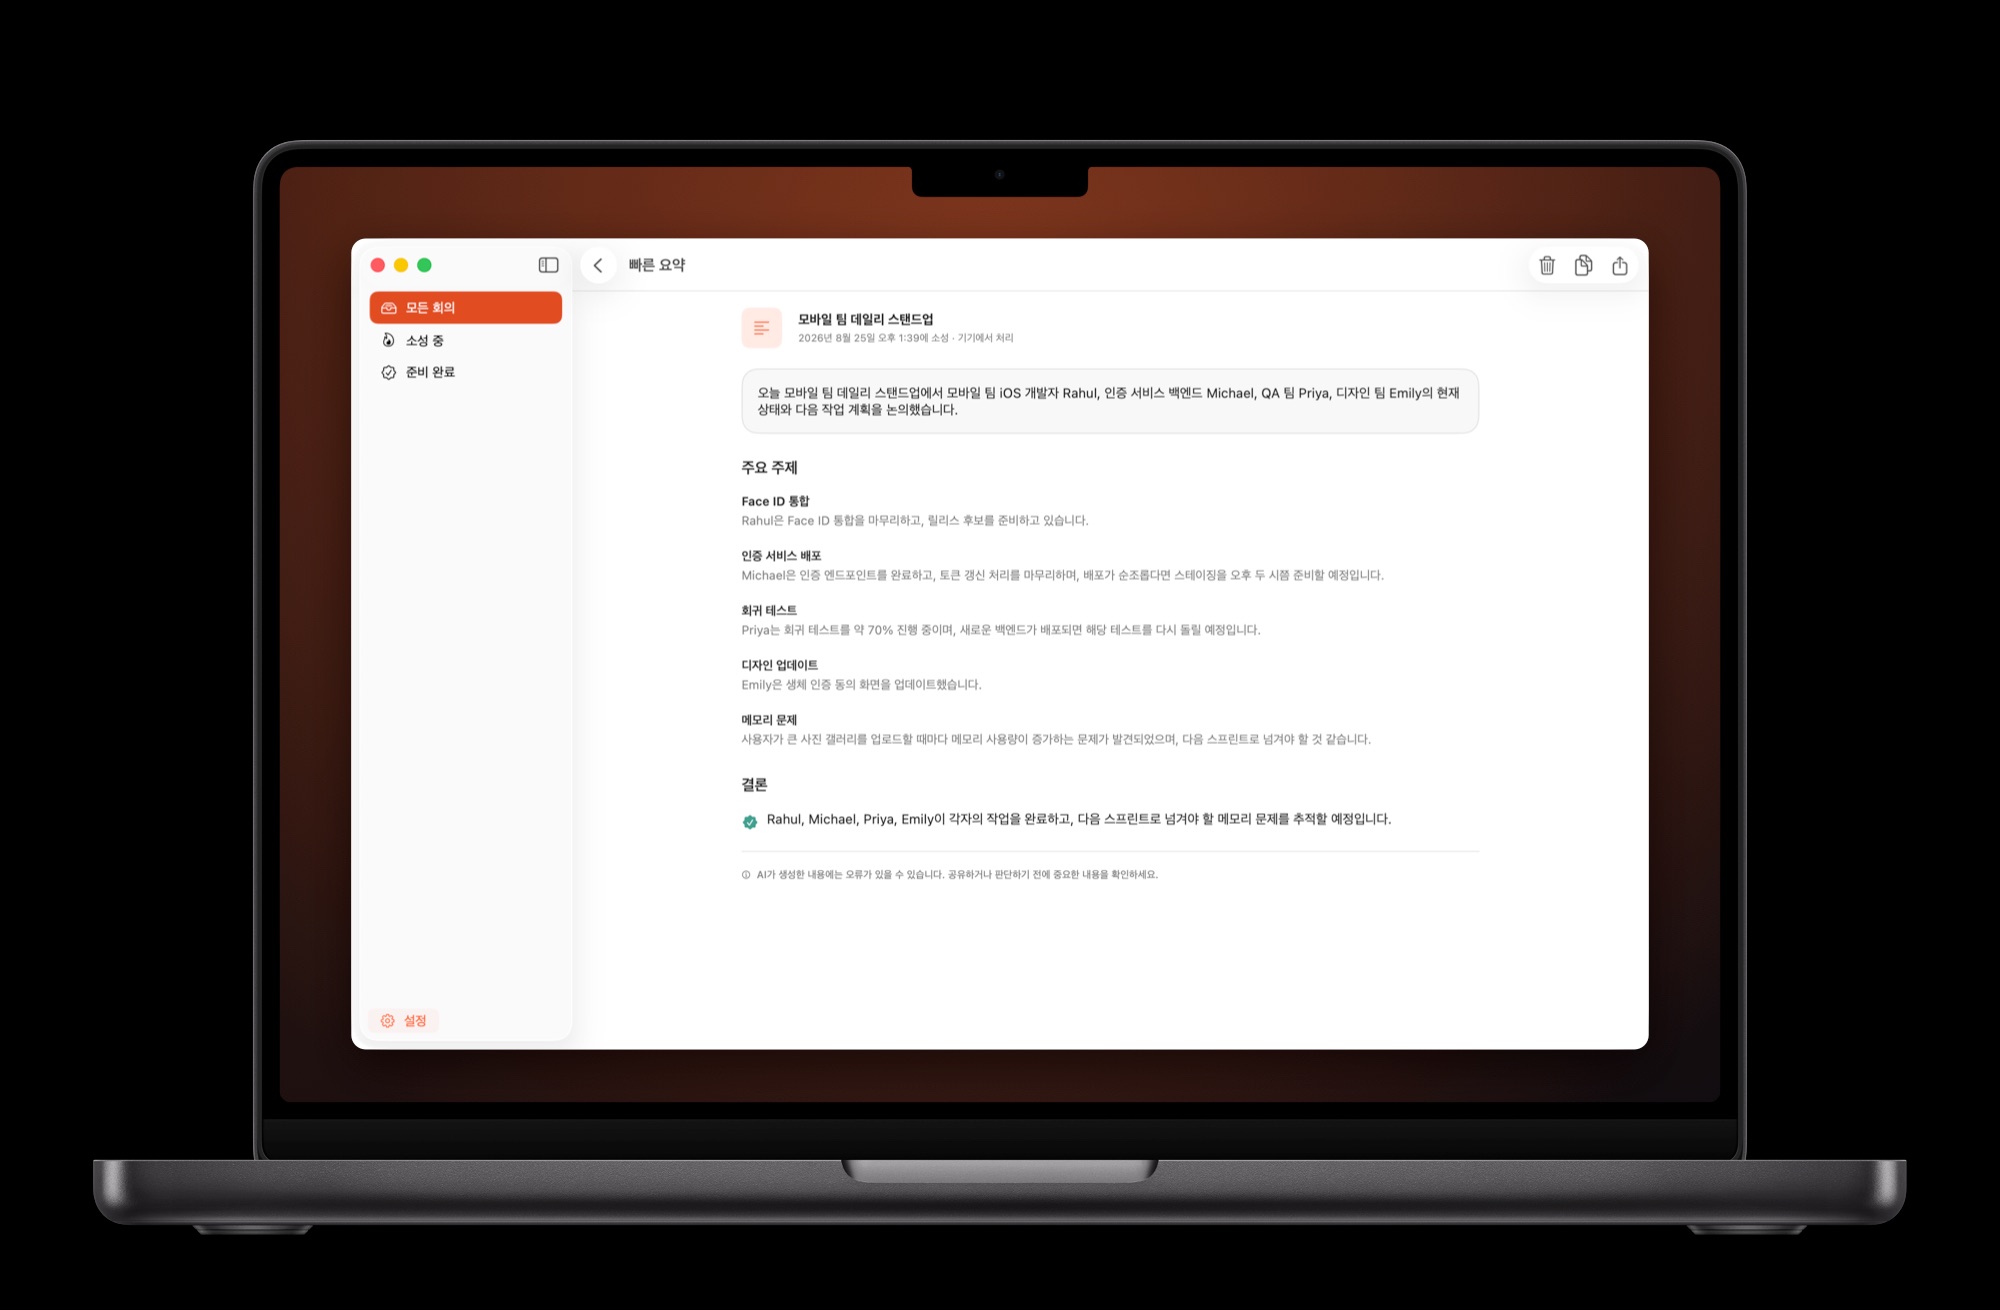 빠른 요약
모든 회의
소성 중
준비 완료
설정
모바일 팀 데일리 스탠드업
2026년 8월 25일 오후 1:39에 소성 · 기기에서 처리
오늘 모바일 팀 데일리 스탠드업에서 모바일 팀 iOS 개발자 Rahul, 인증 서비스 백엔드 Michael, QA 팀 Priya, 디자인 팀 Emily의 현재
상태와 다음 작업 계획을 논의했습니다.
주요 주제
Face ID 통합
Rahul은 Face ID 통합을 마무리하고, 릴리스 후보를 준비하고 있습니다.
인증 서비스 배포
Michael은 인증 엔드포인트를 완료하고, 토큰 갱신 처리를 마무리하며, 배포가 순조롭다면 스테이징을 오후 두 시쯤 준비할 예정입니다.
회귀 테스트
Priya는 회귀 테스트를 약 70% 진행 중이며, 새로운 백엔드가 배포되면 해당 테스트를 다시 돌릴 예정입니다.
디자인 업데이트
Emily은 생체 인증 동의 화면을 업데이트했습니다.
메모리 문제
사용자가 큰 사진 갤러리를 업로드할 때마다 메모리 사용량이 증가하는 문제가 발견되었으며, 다음 스프린트로 넘겨야 할 것 같습니다.
결론
Rahul, Michael, Priya, Emily이 각자의 작업을 완료하고, 다음 스프린트로 넘겨야 할 메모리 문제를 추적할 예정입니다.
AI가 생성한 내용에는 오류가 있을 수 있습니다. 공유하거나 판단하기 전에 중요한 내용을 확인하세요.